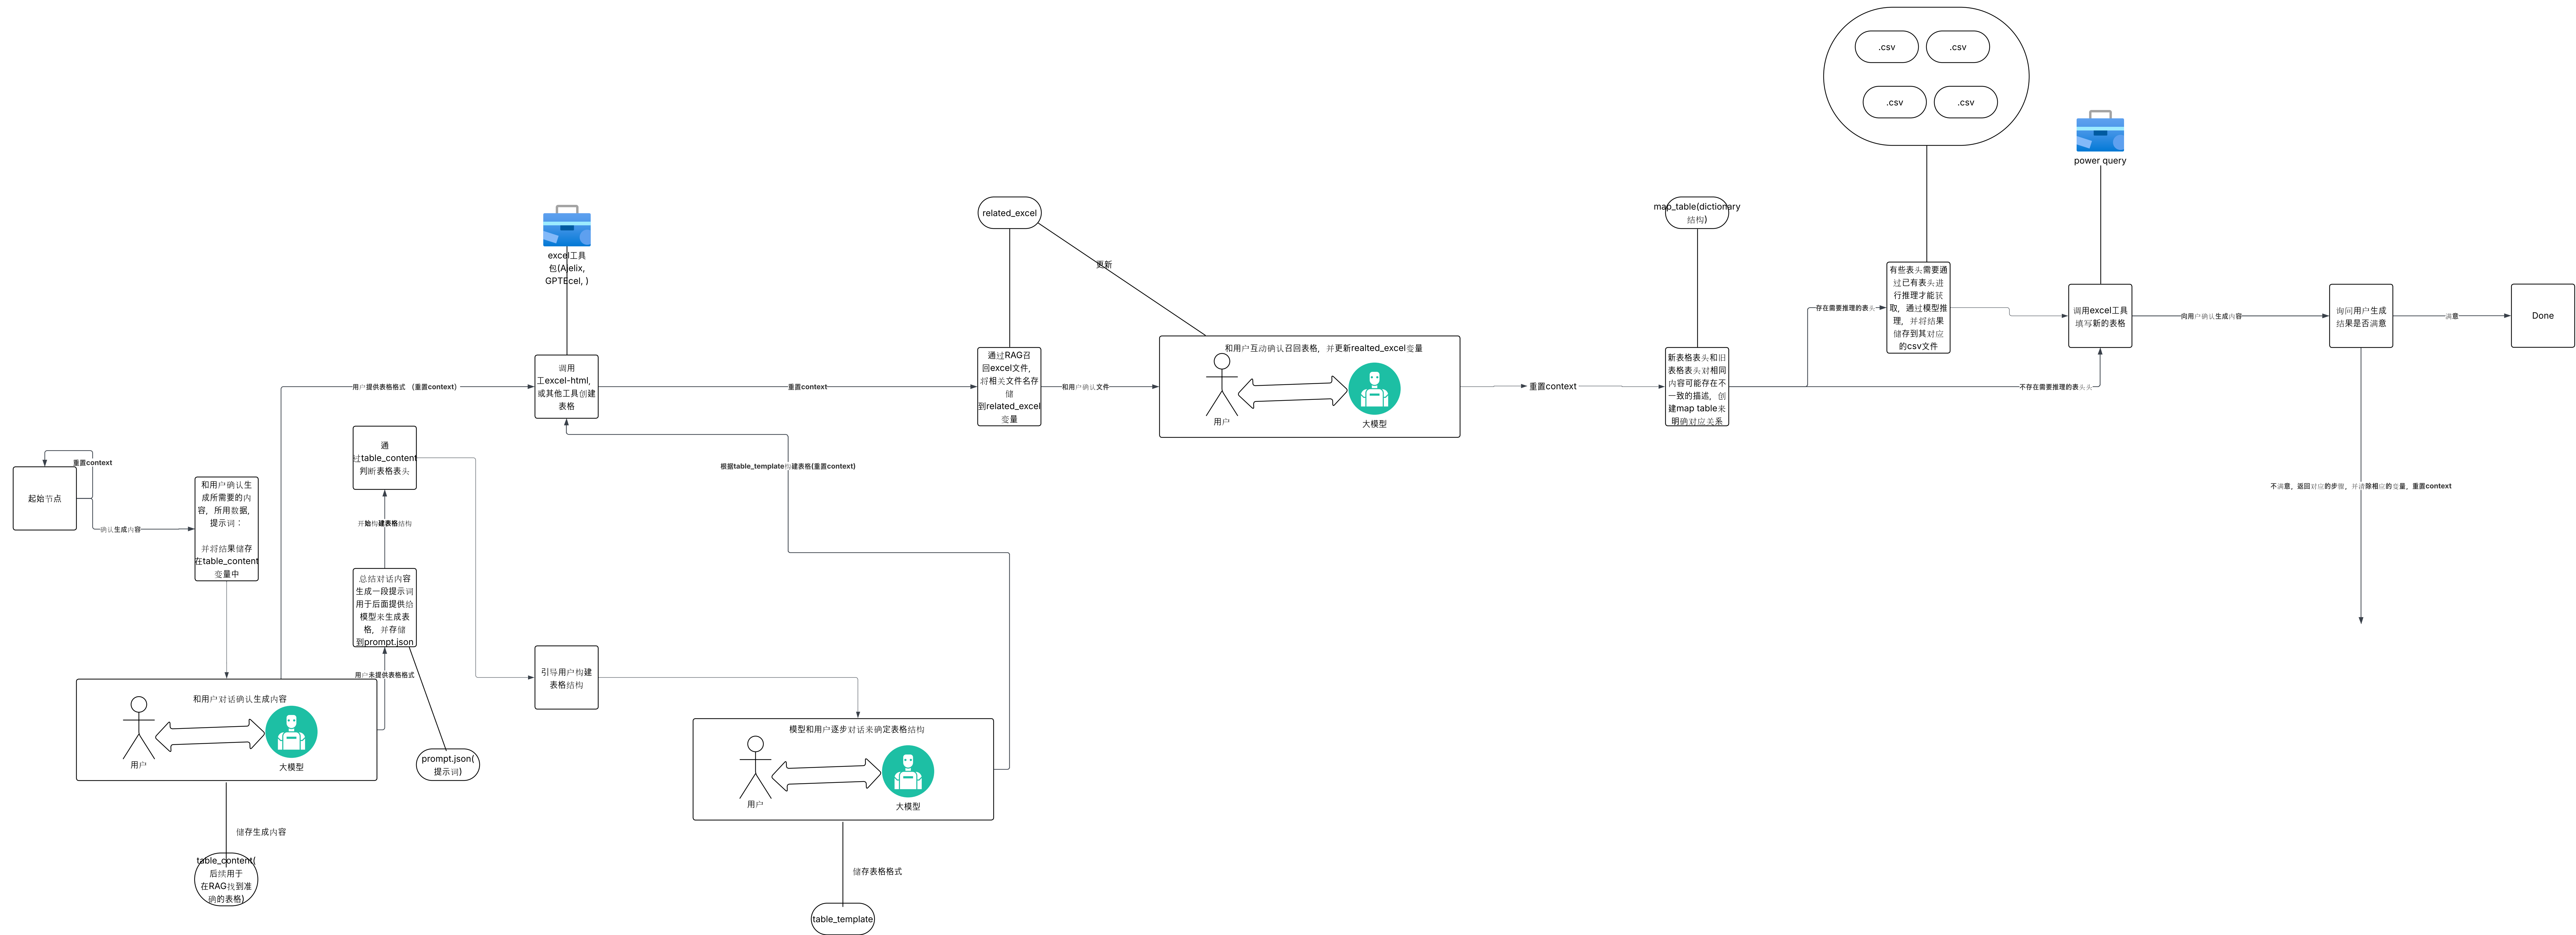 重置context
起始节点
确认生成内容
和用户确认生
成所需要的内
容，所用数据，
提示词：
并将结果储存
在table_content
变量中
和用户对话确认生成内容
用户
大模型
储存生成内容
table_content(
后续用于
在RAG找到准
确的表格)
用户提供表格格式 （重置context）
用户未提供表格格式
总结对话内容
生成一段提示词
用于后面提供给
模型来生成表
格，并存储
到prompt.json
prompt.json(
提示词)
开始构建表格结构
通
过table_content
判断表格表头
引导用户构建
表格结构
模型和用户逐步对话来确定表格结构
用户
大模型
储存表格格式
table_template
根据table_template构建表格(重置context)
excel工具
包(Ajelix,
GPTEcel, )
调用
工excel-html,
或其他工具创建
表格
重置context
related_excel
通过RAG召
回excel文件，
将相关文件名存
储
到related_excel
变量
更新
和用户确认文件
和用户互动确认召回表格，并更新realted_excel变量
用户
大模型
重置context
map_table(dictionary
结构)
新表格表头和旧
表格表头对相同
内容可能存在不
一致的描述，创
建map table来
明确对应关系
存在需要推理的表头
不存在需要推理的表头头
.csv
.csv
.csv
.csv
有些表头需要通
过已有表头进
行推理才能获
取，通过模型推
理，并将结果
储存到其对应
的csv文件
power query
调用excel工具
填写新的表格
向用户确认生成内容
询问用户生成
结果是否满意
满意
Done
不满意，返回对应的步骤，并清除相应的变量，重置context